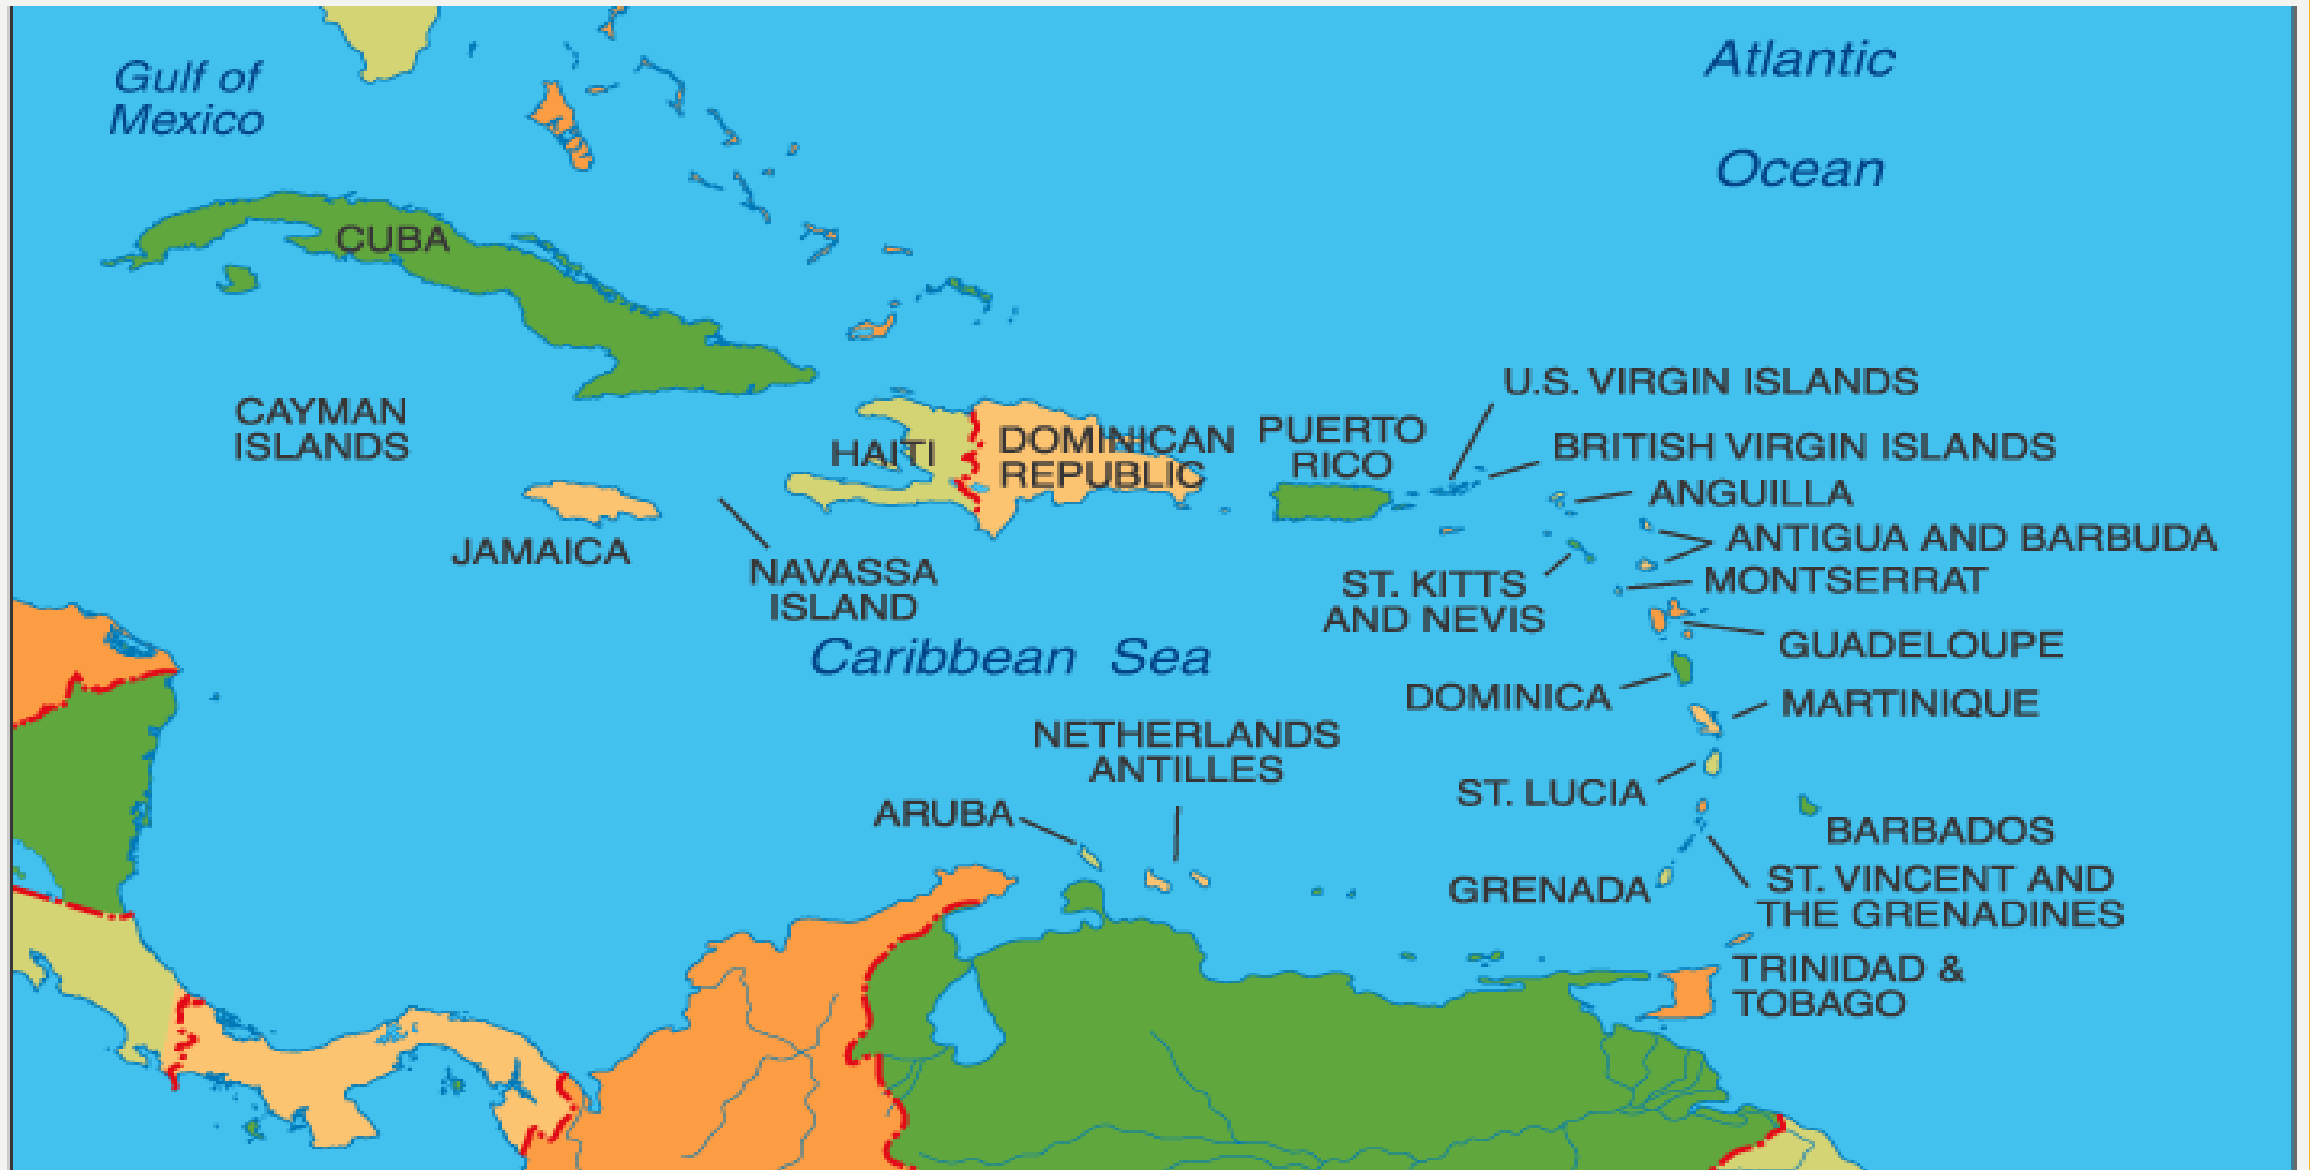 Gulf of
Mexico
Atlantic
Ocean
CUBA
CAYMAN
ISLANDS
JAMAICA
NAVASSA
ISLAND
HAITI
DOMINICAN
REPUBLIC
PUERTO
RICO
U.S. VIRGIN ISLANDS
BRITISH VIRGIN ISLANDS
ANGUILLA
ANTIGUA AND BARBUDA
MONTSERRAT
ST. KITTS
AND NEVIS
GUADELOUPE
Caribbean Sea
DOMINICA
MARTINIQUE
NETHERLANDS
ANTILLES
ARUBA
ST. LUCIA
BARBADOS
GRENADA
ST. VINCENT AND
THE GRENADINES
TRINIDAD &
TOBAGO